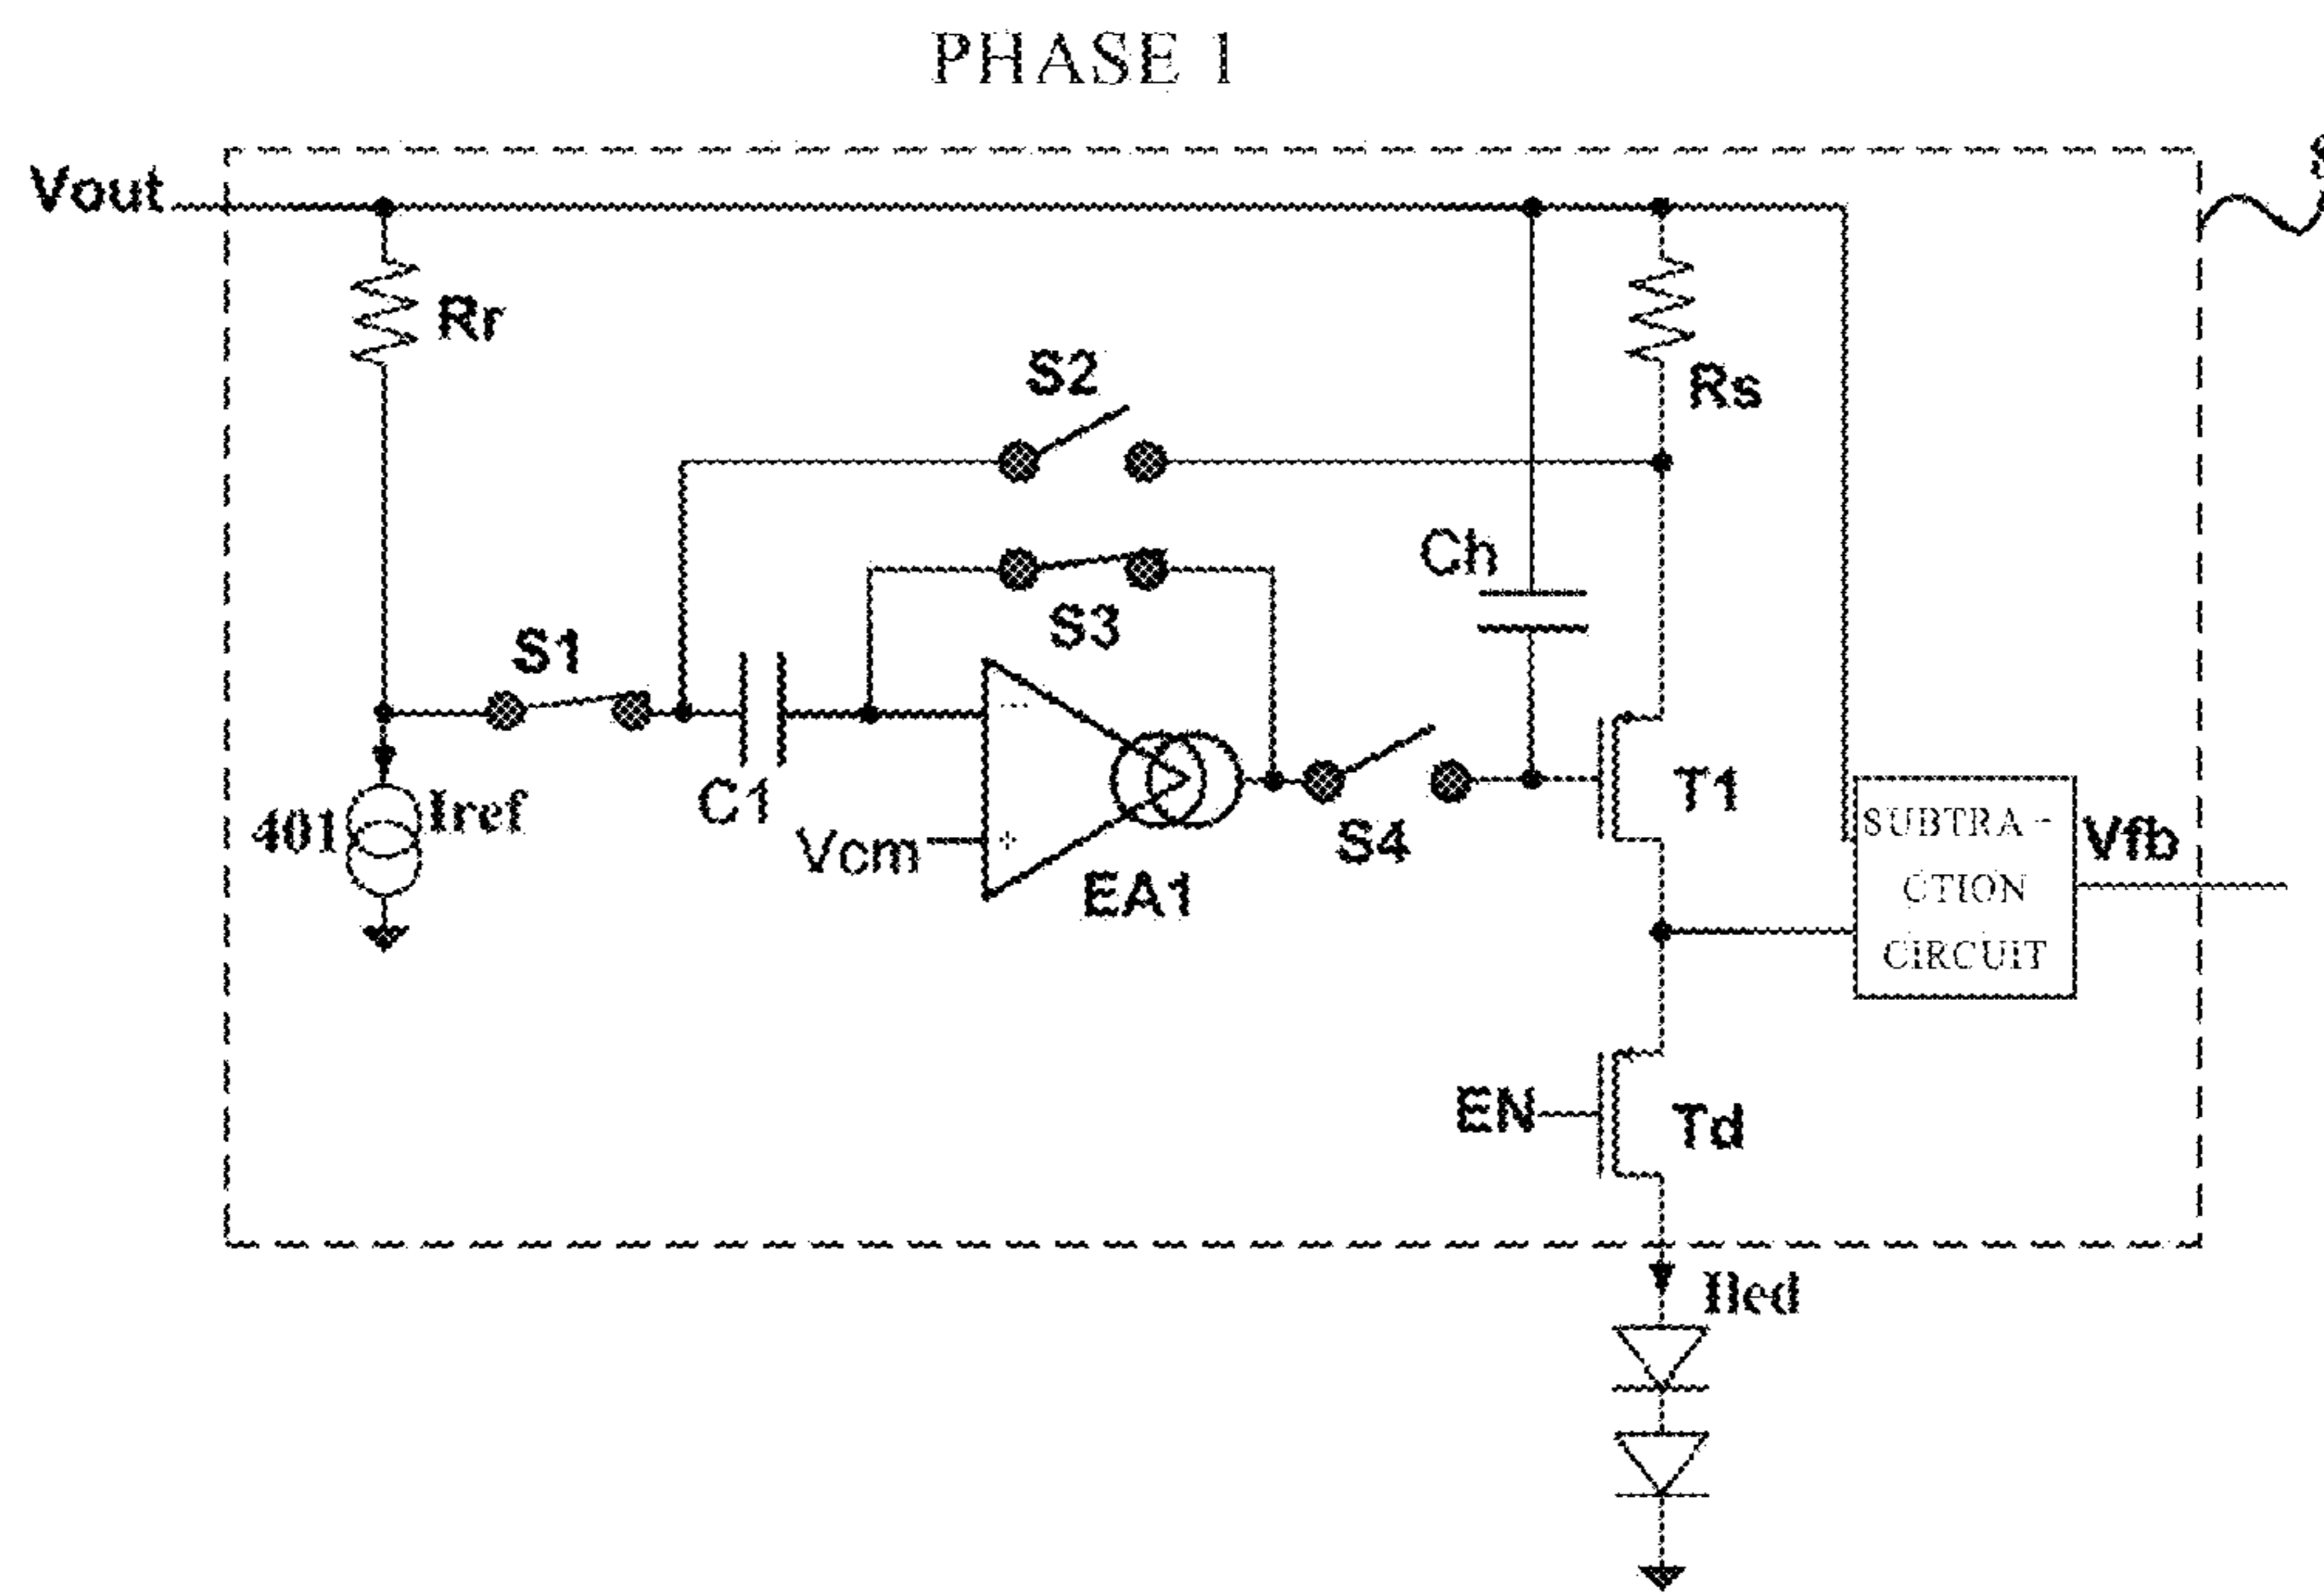 PHASE 1
Vout
Rr
S2
Rs
Ch
S3
S1
C1
T1
401
Iref
Vcm
- 
+
EA1
S4
SUBTRA-
CTION
CIRCUIT
Vfb
EN
Td
Iled